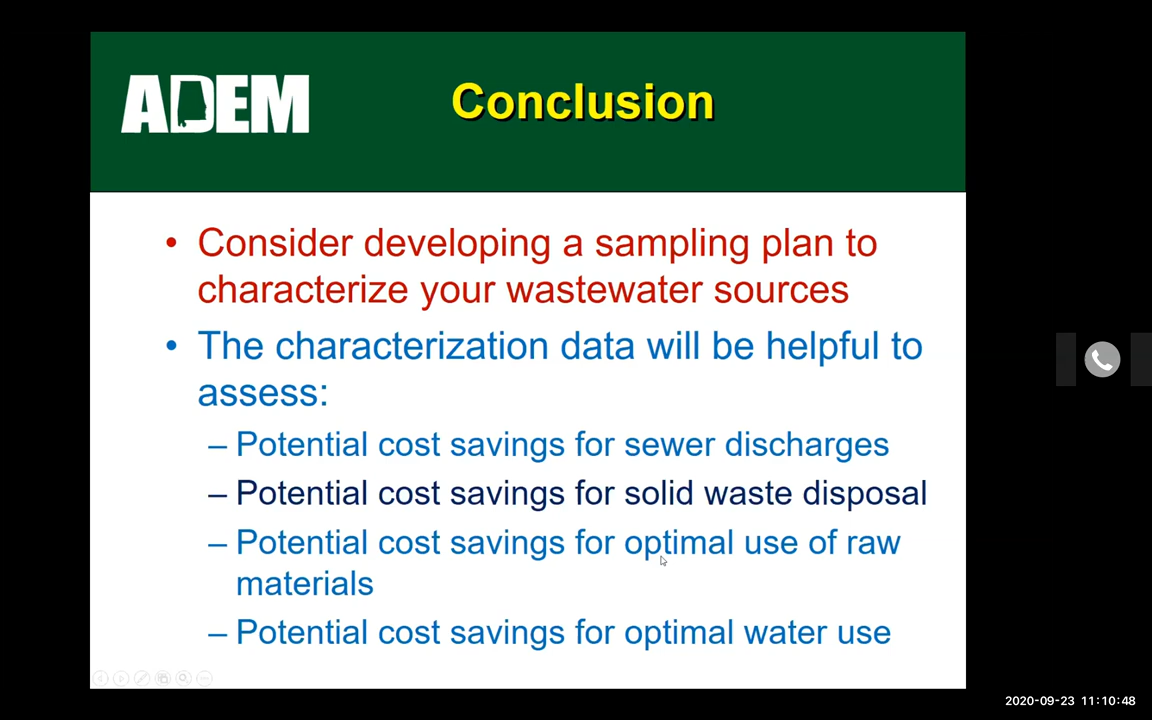 ADEM
Conclusion
• Consider developing a sampling plan to
characterize your wastewater sources
• The characterization data will be helpful to
assess:
– Potential cost savings for sewer discharges
– Potential cost savings for solid waste disposal
– Potential cost savings for optimal use of raw
materials
– Potential cost savings for optimal water use
2020-09-23 11:10:48